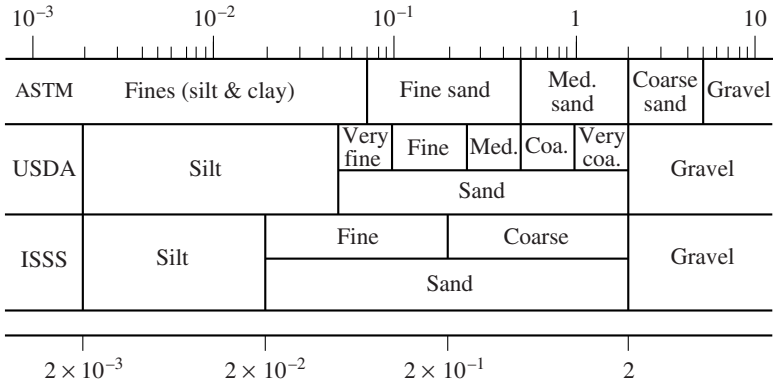 10⁻³ 10⁻² 10⁻¹ 1 10
ASTM Fines (silt & clay) Fine sand Med. sand Coarse sand Gravel
USDA Silt Very fine Fine Med. Coa. Very coa. Gravel
Sand
ISSS Silt Fine Coarse Gravel
Sand
2 × 10⁻³ 2 × 10⁻² 2 × 10⁻¹ 2